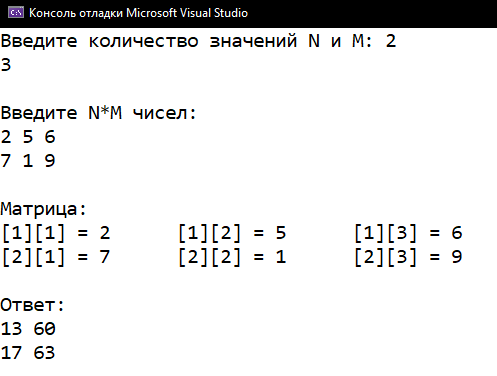 Консоль отладки Microsoft Visual Studio
Введите количество значений N и M: 2
3
Введите N*M чисел:
2 5 6
7 1 9
Матрица:
[1][1] = 2 [1][2] = 5 [1][3] = 6
[2][1] = 7 [2][2] = 1 [2][3] = 9
Ответ:
13 60
17 63